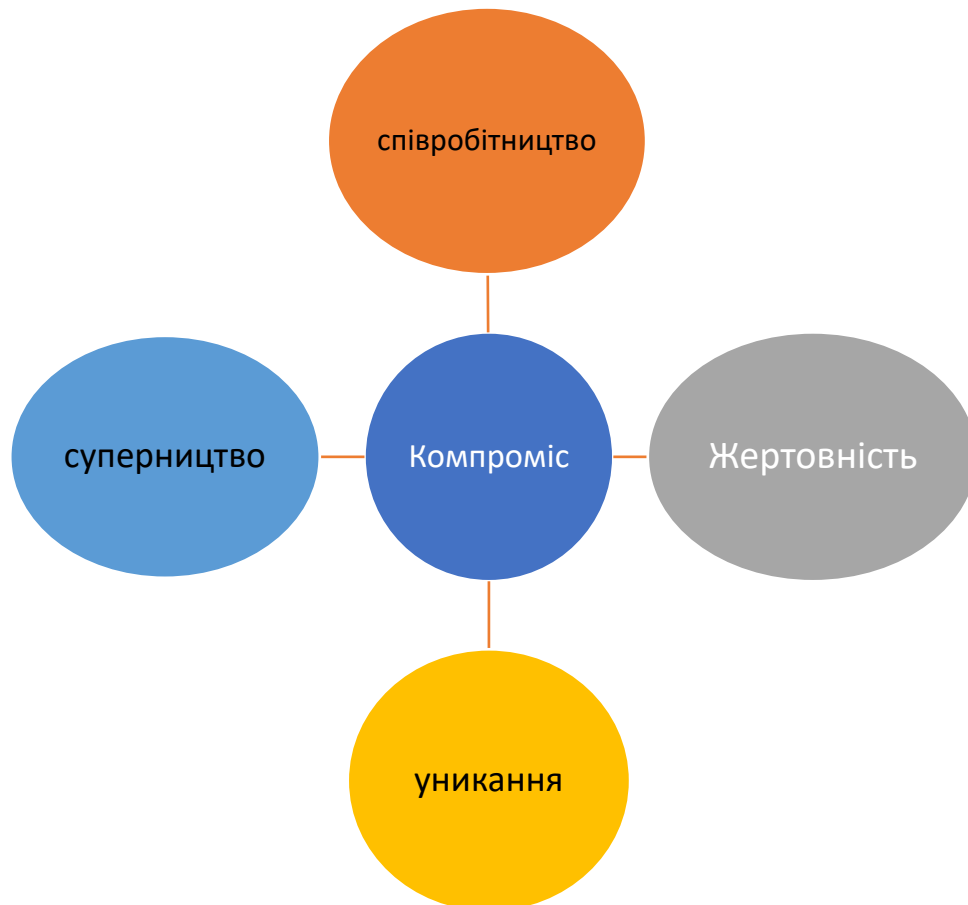 співробітництво
суперництво
Компроміс
Жертовність
уникання